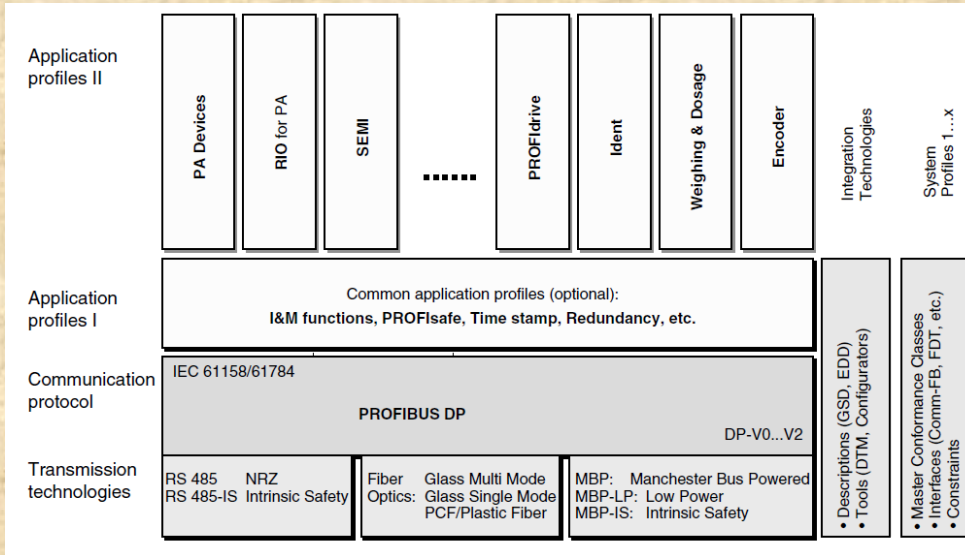 Application
profiles II
PA Devices
RIO for PA
SEMI
.......
PROFIdrive
Ident
Weighing & Dosage
Encoder
Integration
Technologies
System
Profiles 1...x
Application
profiles I
Common application profiles (optional):
I&M functions, PROFIsafe, Time stamp, Redundancy, etc.
Communication
protocol
IEC 61158/61784
PROFIBUS DP
DP-V0...V2
Transmission
technologies
RS 485 NRZ
RS 485-IS Intrinsic Safety
Fiber Glass Multi Mode
Optics: Glass Single Mode
PCF/Plastic Fiber
MBP: Manchester Bus Powered
MBP-LP: Low Power
MBP-IS: Intrinsic Safety
• Descriptions (GSD, EDD)
• Tools (DTM, Configurators)
• Master Conformance Classes
• Interfaces (Comm-FB, FDT, etc.)
• Constraints